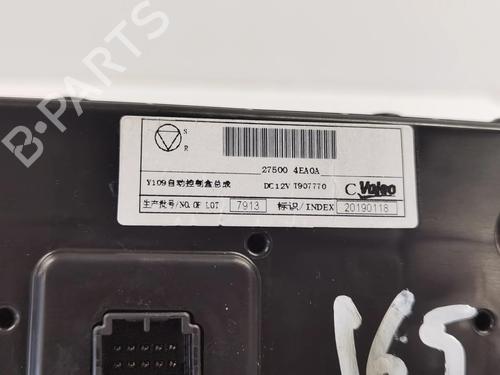 S
R
27500 4EA0A
Y109自动控制盒总成 DC12V T907770 C Valeo
生产批号/NO.OF LOT 7913 标识/INDEX 20190118
B-PARTS
165